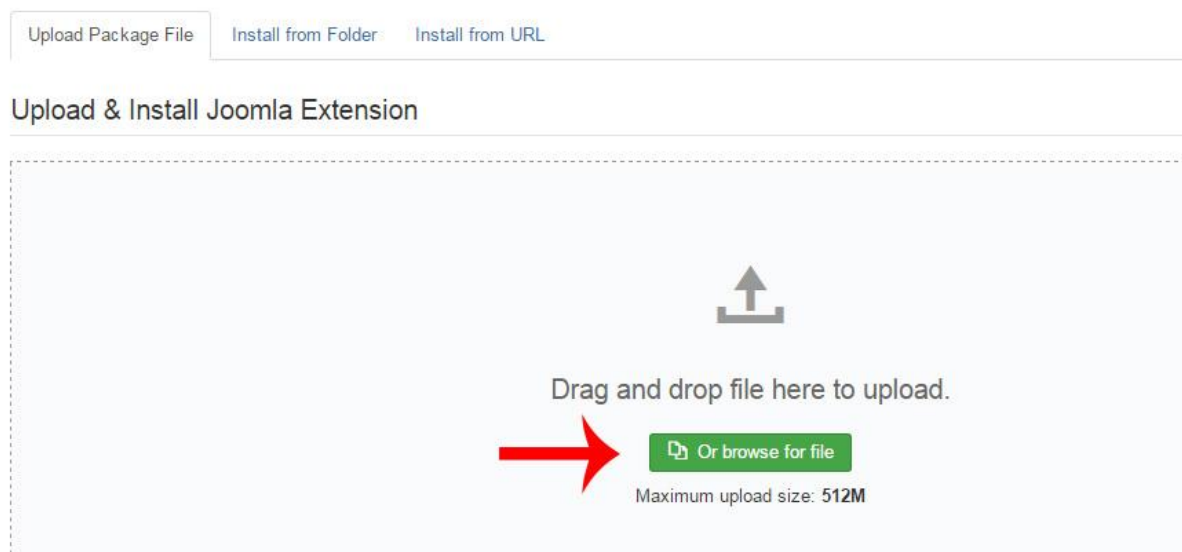 Upload Package File Install from Folder Install from URL
Upload & Install Joomla Extension
Drag and drop file here to upload.
Or browse for file
Maximum upload size: 512M